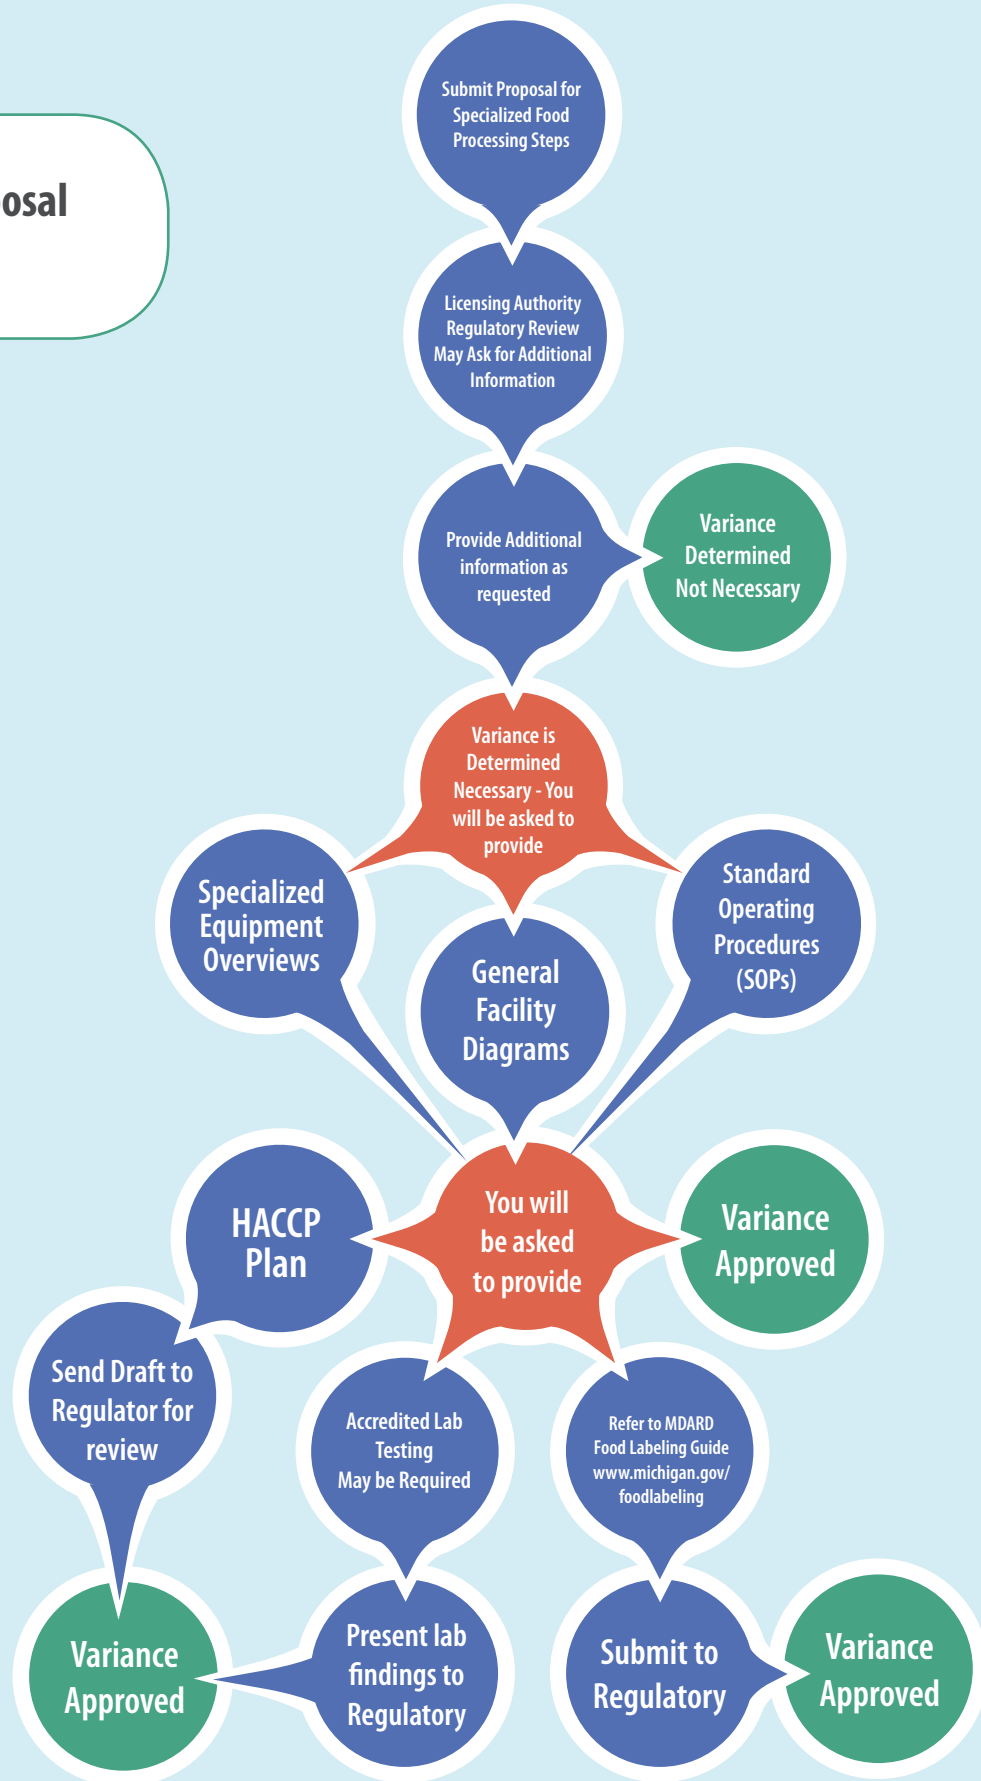 Submit Proposal for
Specialized Food
Processing Steps
Licensing Authority
Regulatory Review
May Ask for Additional
Information
Provide Additional
information as
requested
Variance
Determined
Not Necessary
Variance is
Determined
Necessary - You
will be asked to
provide
Specialized
Equipment
Overviews
General
Facility
Diagrams
Standard
Operating
Procedures
(SOPs)
You will
be asked
to provide
HACCP
Plan
Variance
Approved
Send Draft to
Regulator for
review
Accredited Lab
Testing
May be Required
Refer to MDARD
Food Labeling Guide
www.michigan.gov/
foodlabeling
Variance
Approved
Present lab
findings to
Regulatory
Submit to
Regulatory
Variance
Approved